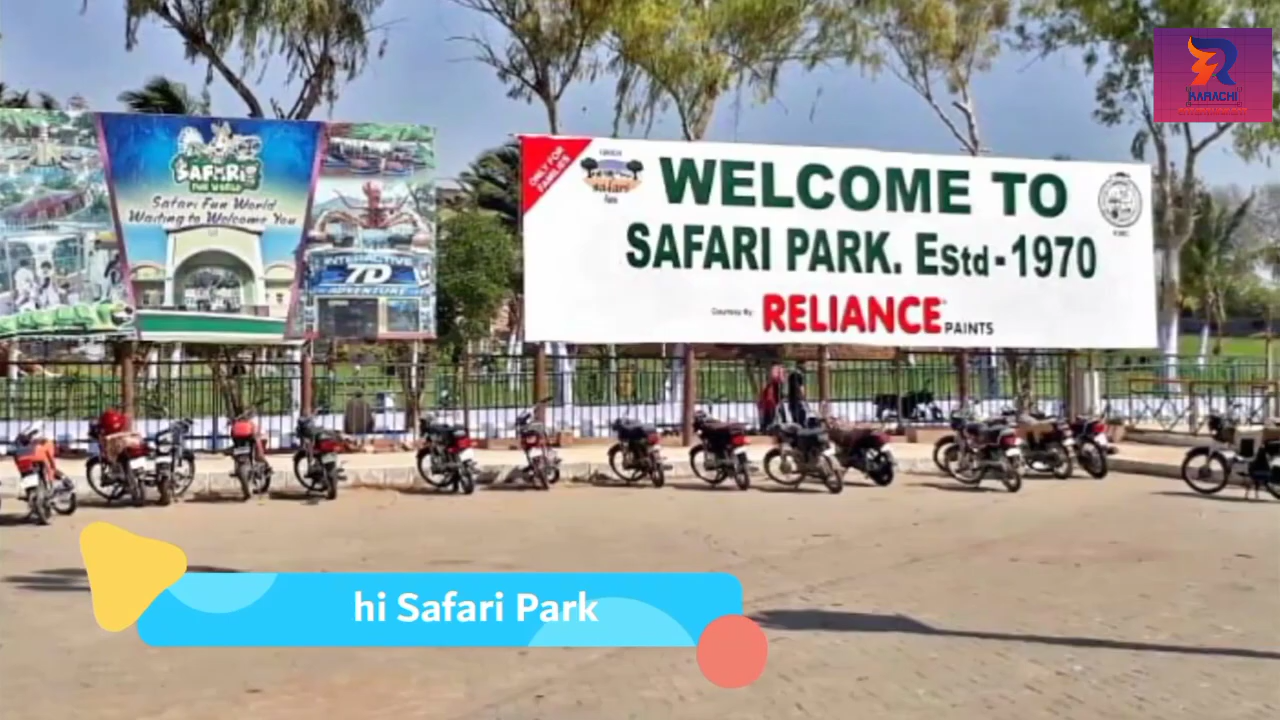 KARACHI
SAFARI
FUN WORLD
Safari Fun World
Waiting to Welcome You
INTERACTIVE
7D
ADVENTURE
ONLY FOR
FAMILIES
safari
WELCOME TO
SAFARI PARK. EStd-1970
Courtesy By:
RELIANCE
PAINTS
hi Safari Park